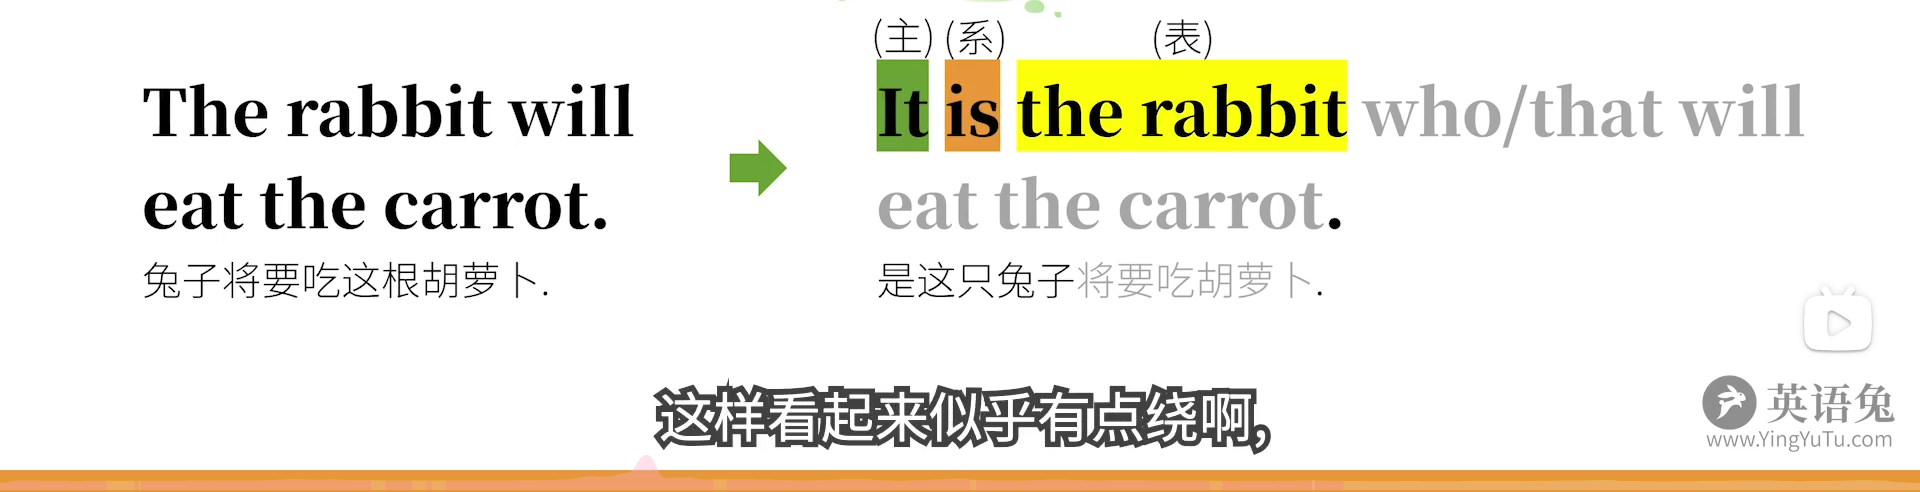 The rabbit will
eat the carrot.
兔子将要吃这根胡萝卜.
(主) (系) (表)
It is the rabbit who/that will
eat the carrot.
是这只兔子将要吃胡萝卜.
这样看起来似乎有点绕啊,
英语兔
www.YingYuTu.com